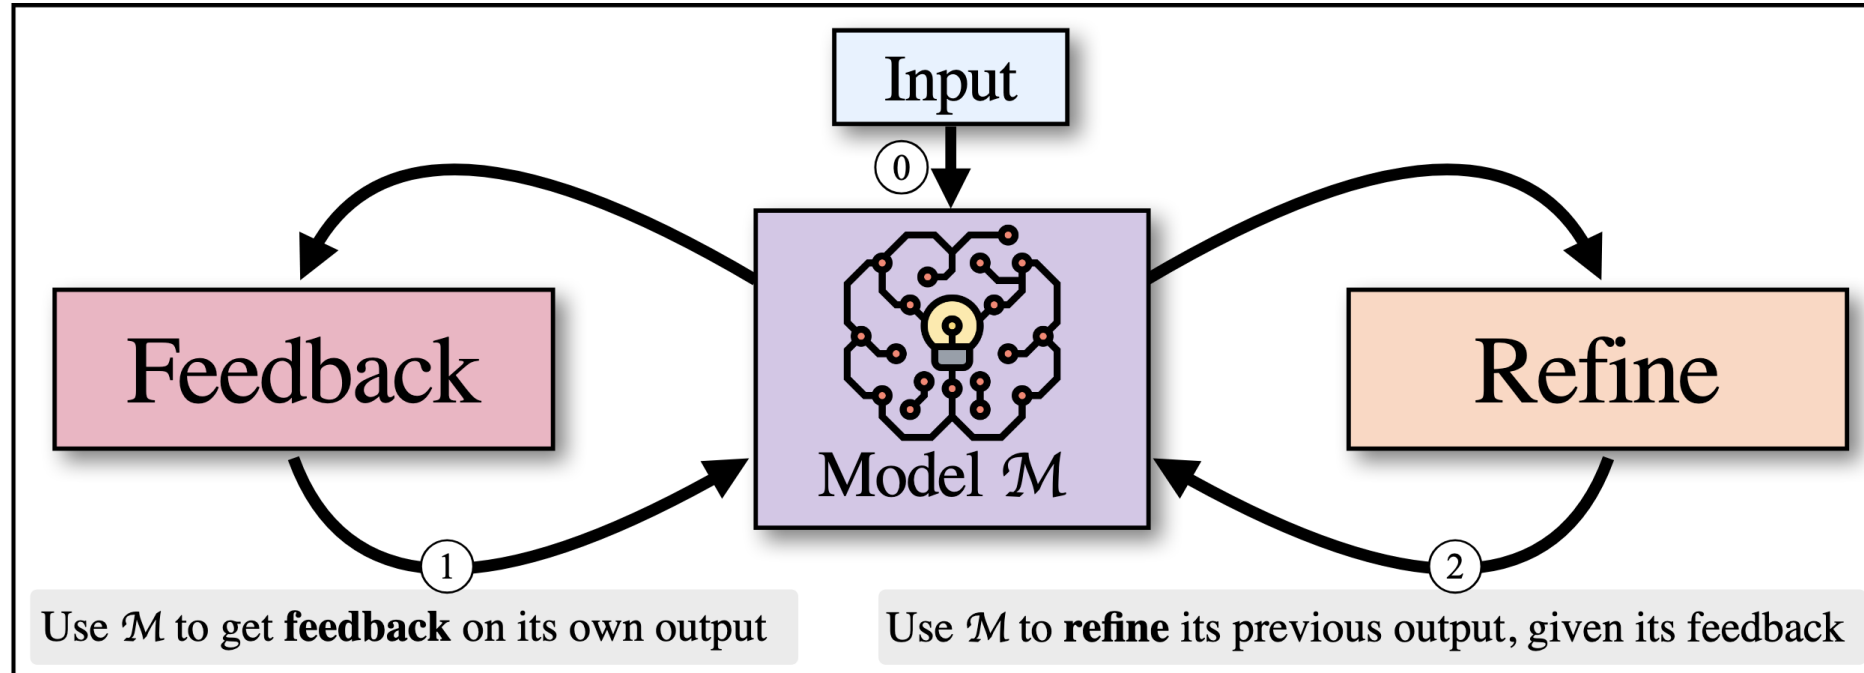 Input
0
Feedback
Model ℳ
Refine
1
2
Use ℳ to get feedback on its own output
Use ℳ to refine its previous output, given its feedback